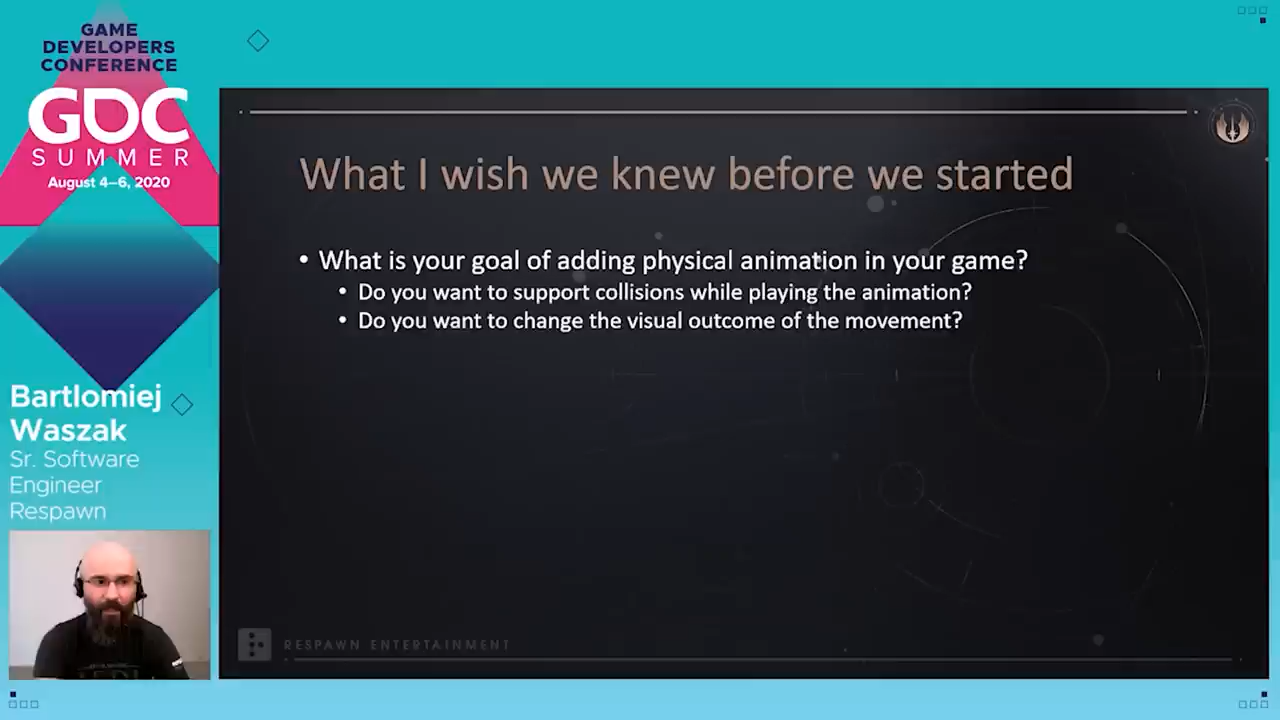 GAME
DEVELOPERS
CONFERENCE
GDC
SUMMER
August 4–6, 2020
Bartlomiej
Waszak
Sr. Software
Engineer
Respawn
What I wish we knew before we started
• What is your goal of adding physical animation in your game?
• Do you want to support collisions while playing the animation?
• Do you want to change the visual outcome of the movement?
RESPAWN ENTERTAINMENT